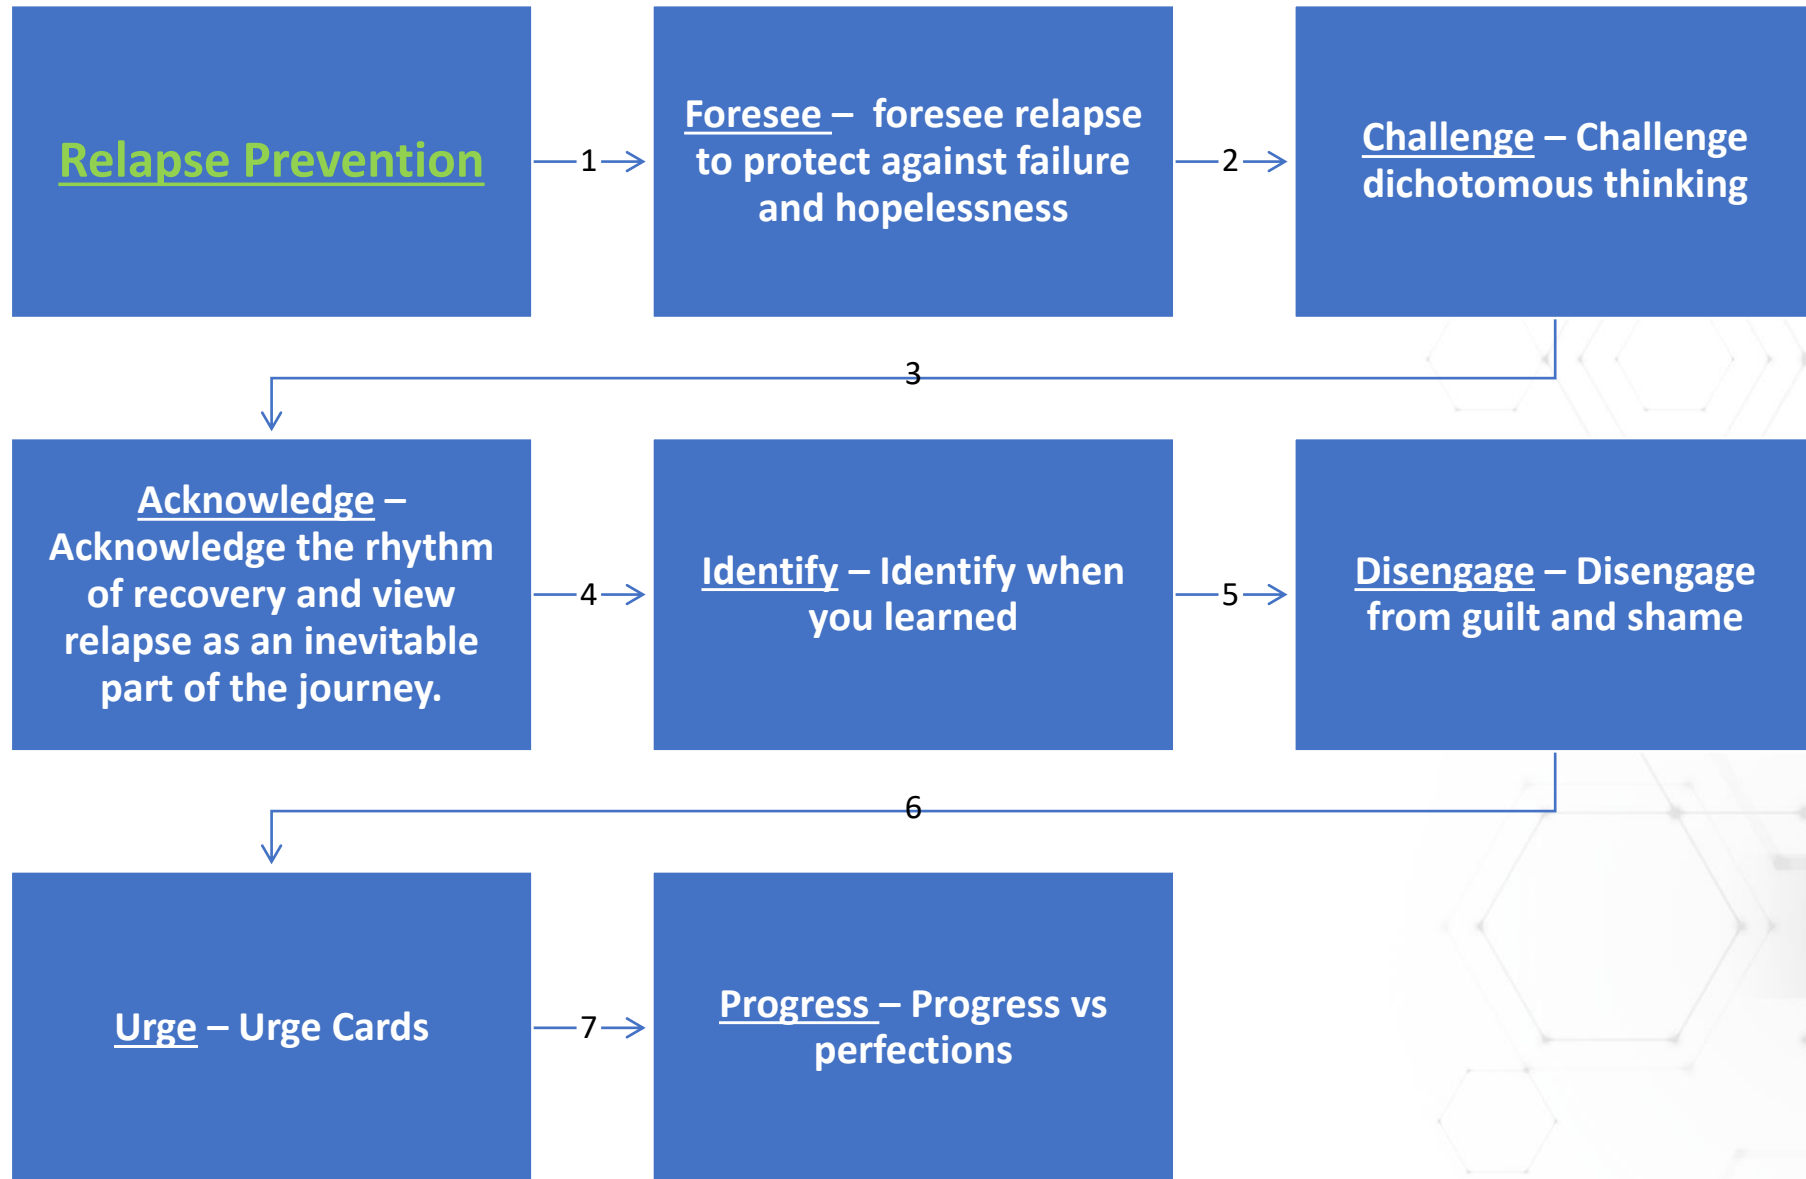 Relapse Prevention
1
Foresee – foresee relapse
to protect against failure
and hopelessness
2
Challenge – Challenge
dichotomous thinking
3
Acknowledge –
Acknowledge the rhythm
of recovery and view
relapse as an inevitable
part of the journey.
4
Identify – Identify when
you learned
5
Disengage – Disengage
from guilt and shame
6
Urge – Urge Cards
7
Progress – Progress vs
perfections